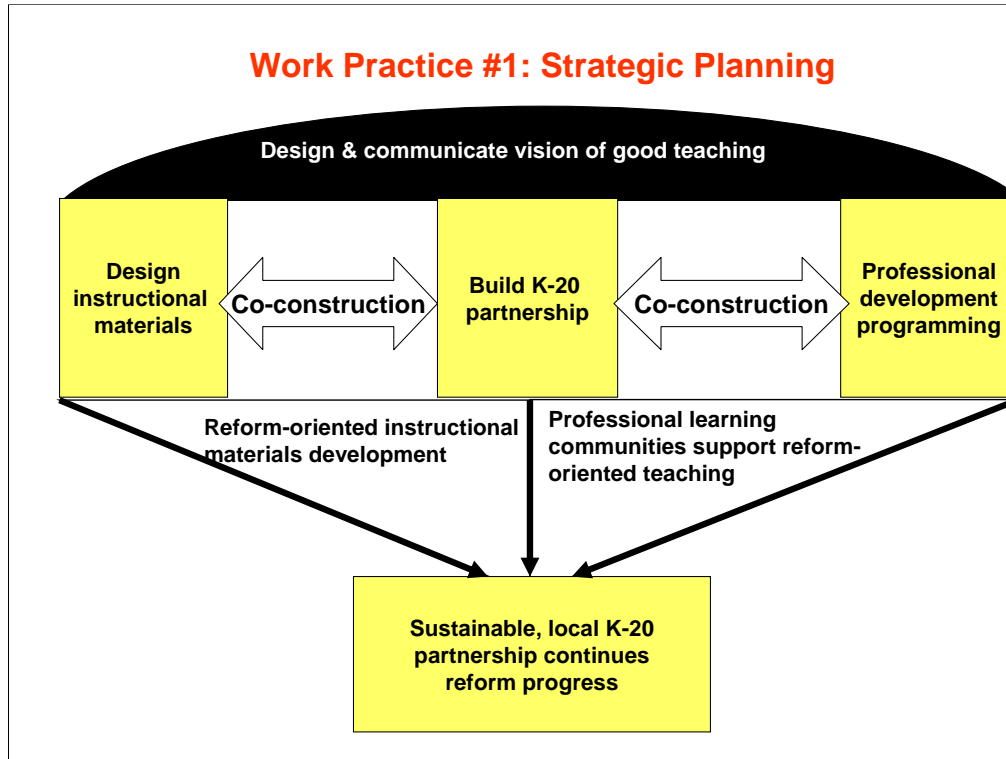 Work Practice #1: Strategic Planning
Design & communicate vision of good teaching
Design
instructional
materials
Co-construction
Build K-20
partnership
Co-construction
Professional
development
programming
Reform-oriented instructional
materials development
Professional learning
communities support reform-
oriented teaching
Sustainable, local K-20
partnership continues
reform progress